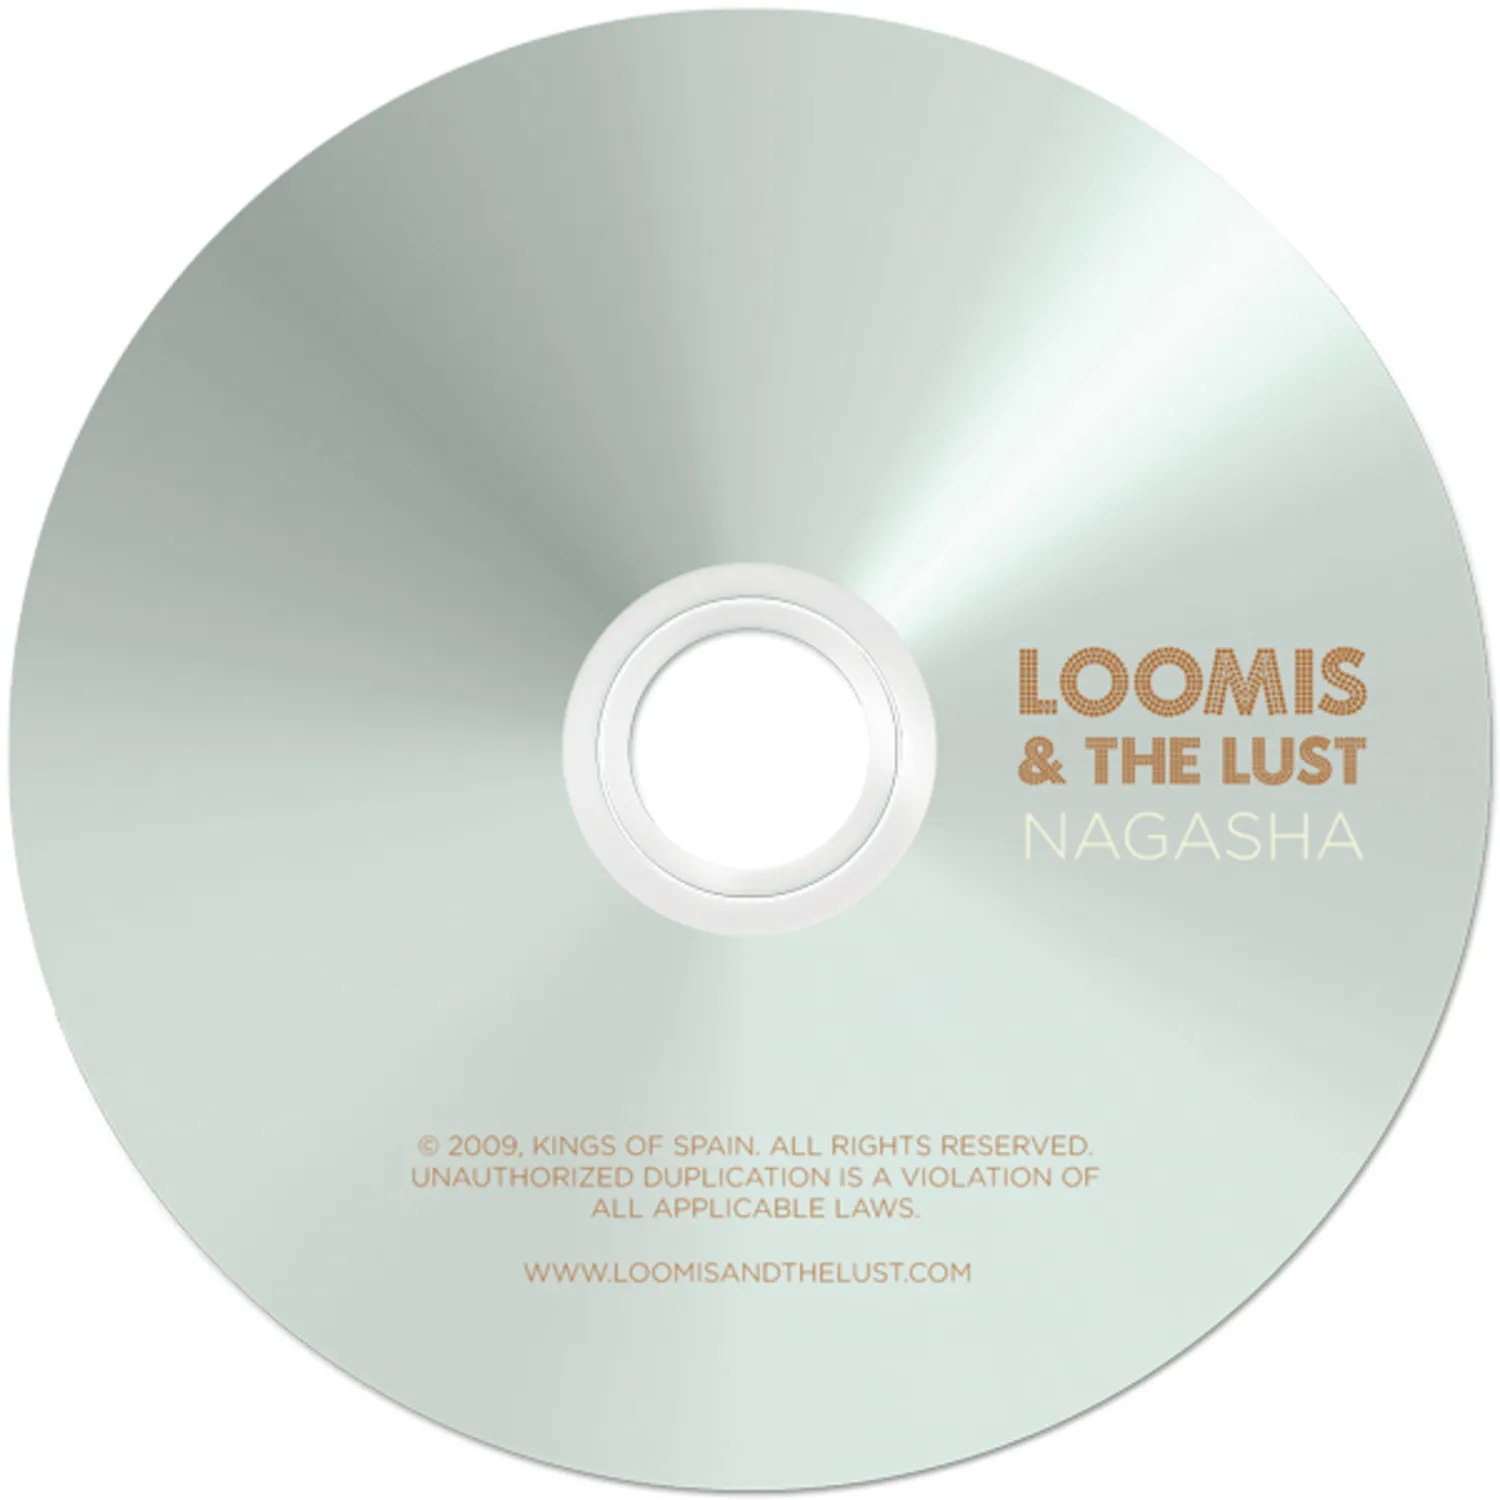 LOOMIS
& THE LUST
NAGASHA
© 2009, KINGS OF SPAIN. ALL RIGHTS RESERVED.
UNAUTHORIZED DUPLICATION IS A VIOLATION OF
ALL APPLICABLE LAWS.
WWW.LOOMISANDTHELUST.COM